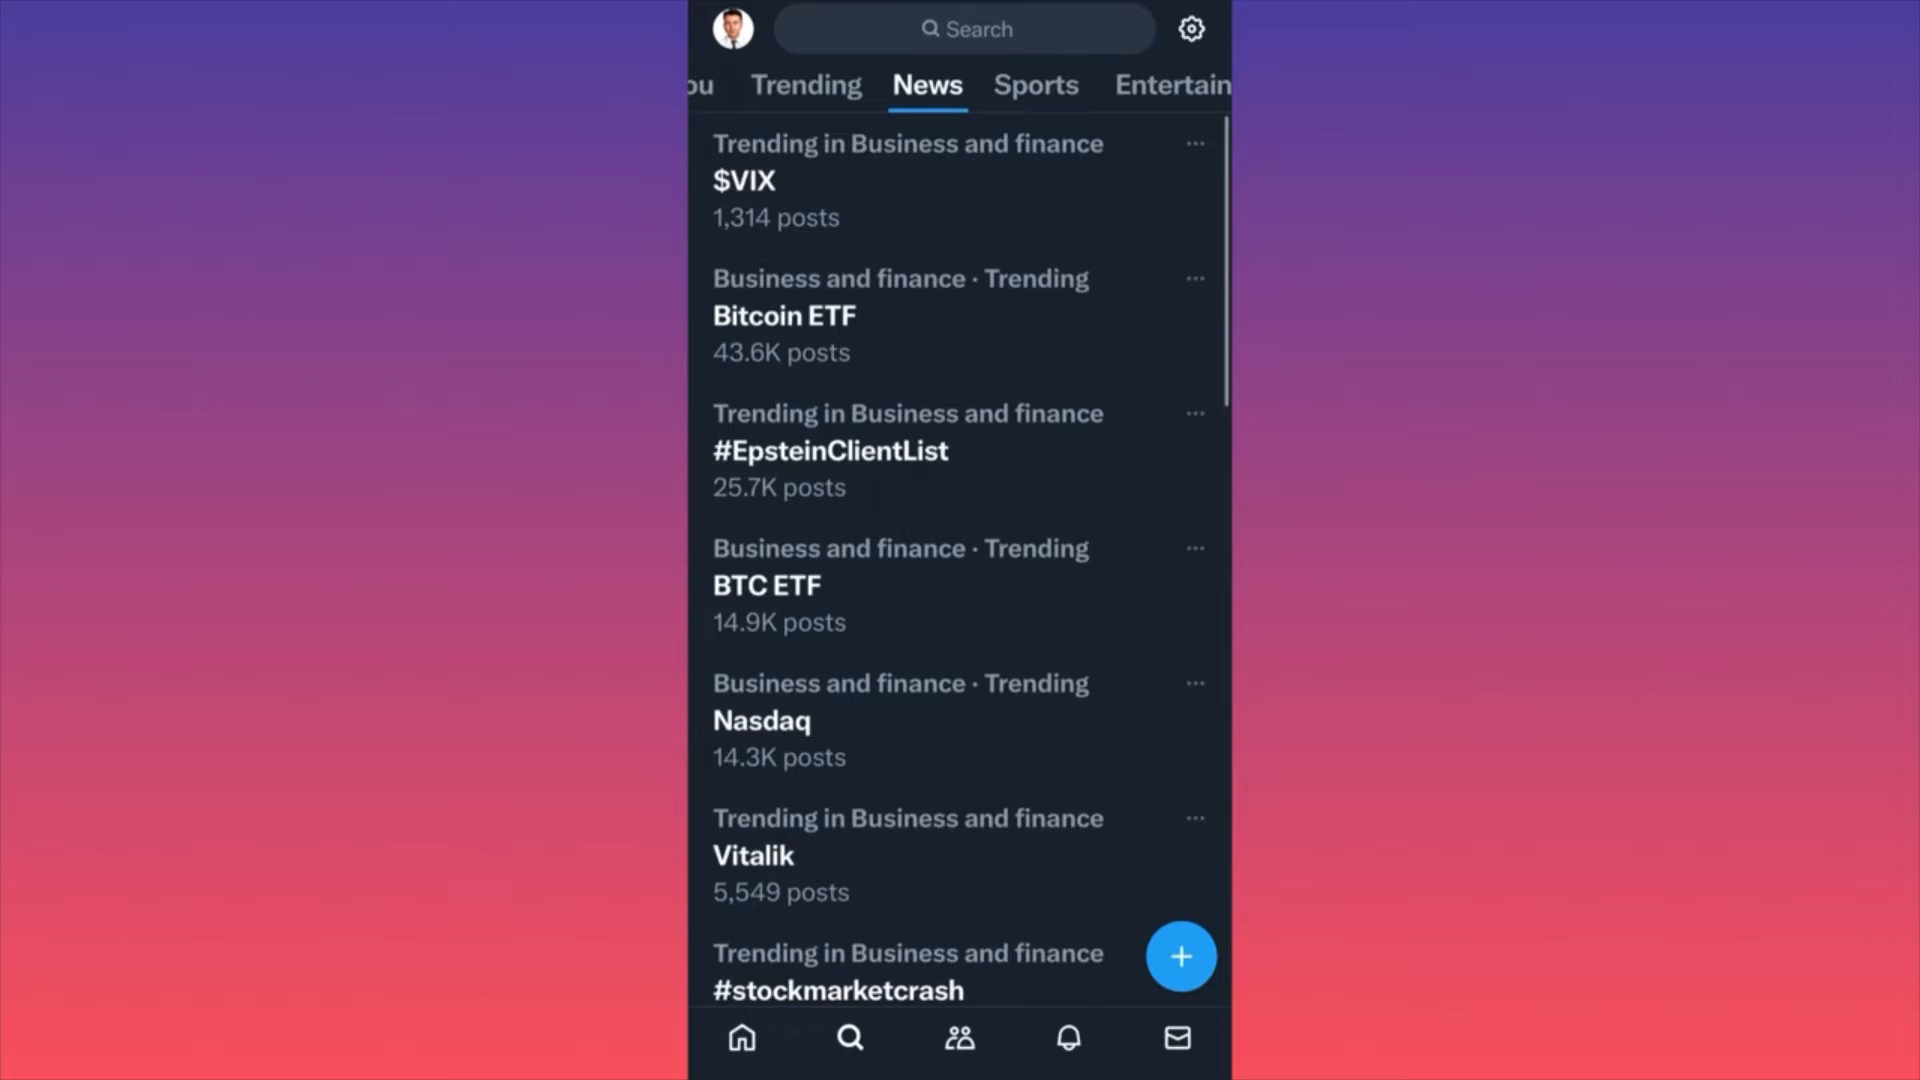 Search
ou Trending News Sports Entertain
Trending in Business and finance
$VIX
1,314 posts
Business and finance · Trending
Bitcoin ETF
43.6K posts
Trending in Business and finance
#EpsteinClientList
25.7K posts
Business and finance · Trending
BTC ETF
14.9K posts
Business and finance · Trending
Nasdaq
14.3K posts
Trending in Business and finance
Vitalik
5,549 posts
Trending in Business and finance
#stockmarketcrash